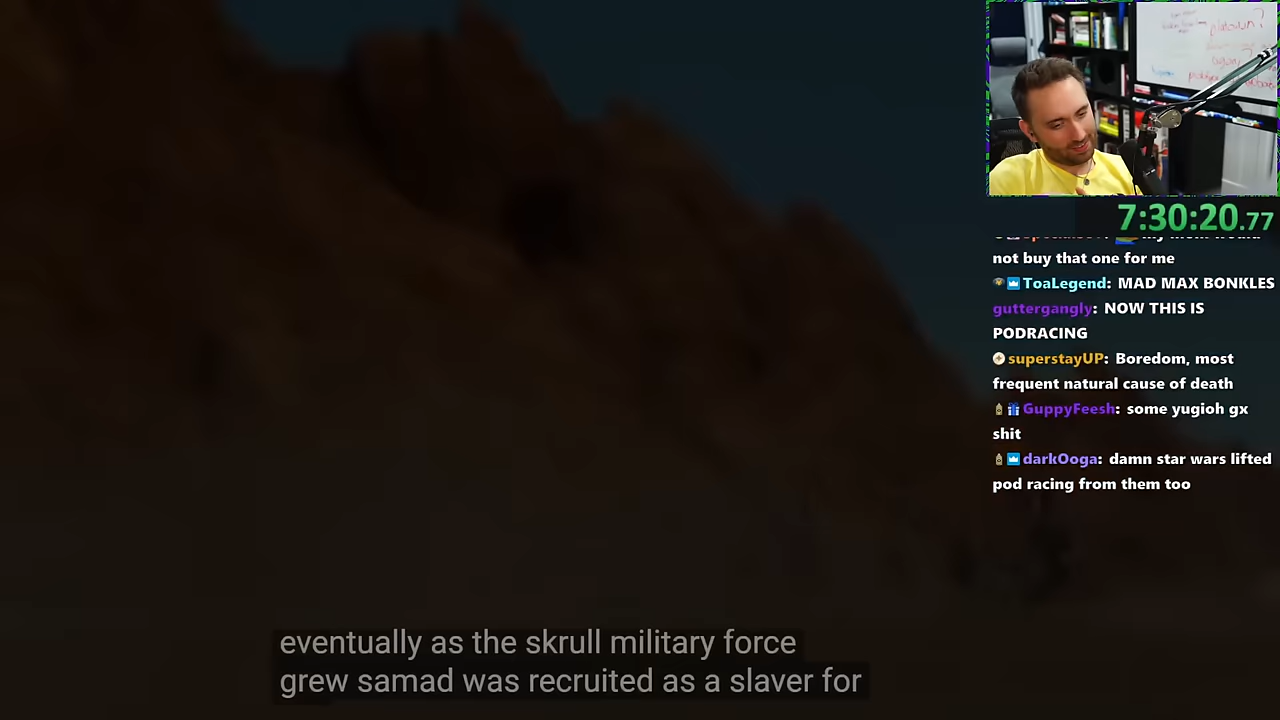 7:30:20.77
not buy that one for me
ToaLegend: MAD MAX BONKLES
guttergangly: NOW THIS IS
PODRACING
superstayUP: Boredom, most
frequent natural cause of death
GuppyFeesh: some yugioh gx
shit
darkOoga: damn star wars lifted
pod racing from them too
eventually as the skrull military force
grew samad was recruited as a slaver for